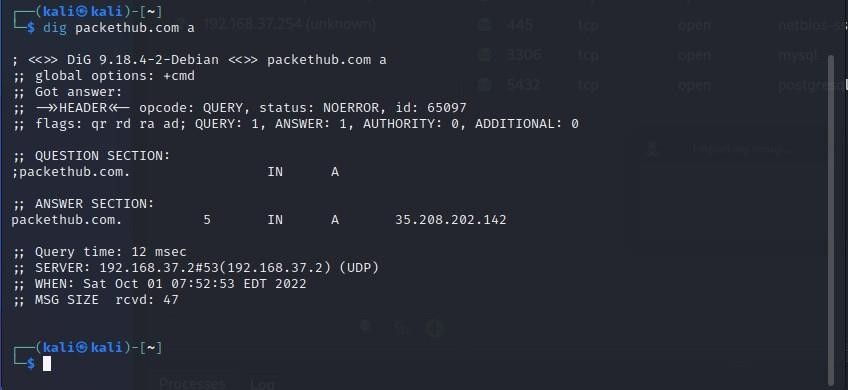 ┌──(kali㉿kali)-[~]
└─$ dig packethub.com a

; <<>> DiG 9.18.4-2-Debian <<>> packethub.com a
;; global options: +cmd
;; Got answer:
;; ->>HEADER<<- opcode: QUERY, status: NOERROR, id: 65097
;; flags: qr rd ra ad; QUERY: 1, ANSWER: 1, AUTHORITY: 0, ADDITIONAL: 0

;; QUESTION SECTION:
;packethub.com. IN A

;; ANSWER SECTION:
packethub.com. 5 IN A 35.208.202.142

;; Query time: 12 msec
;; SERVER: 192.168.37.2#53(192.168.37.2) (UDP)
;; WHEN: Sat Oct 01 07:52:53 EDT 2022
;; MSG SIZE rcvd: 47

┌──(kali㉿kali)-[~]
└─$
192.168.37.254 (unknown)
445 tcp open
3306 tcp open mysql
5432 tcp open
Processes Log